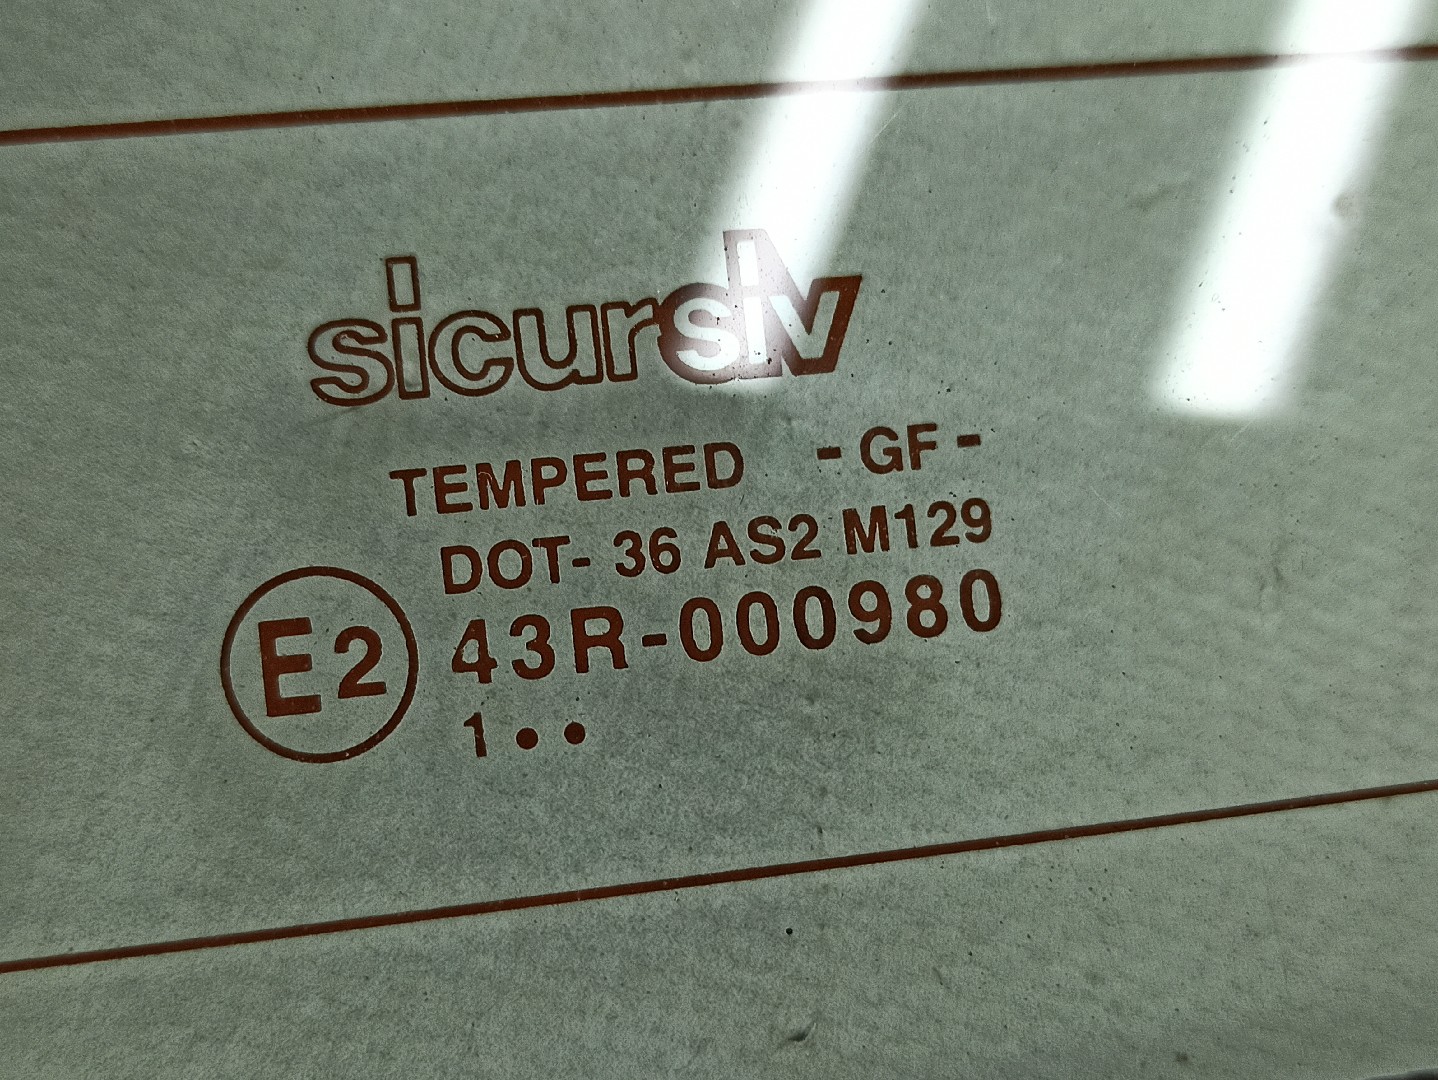 sicursiv
TEMPERED - GF -
DOT- 36 AS2 M129
E2 43R-000980
1 • •